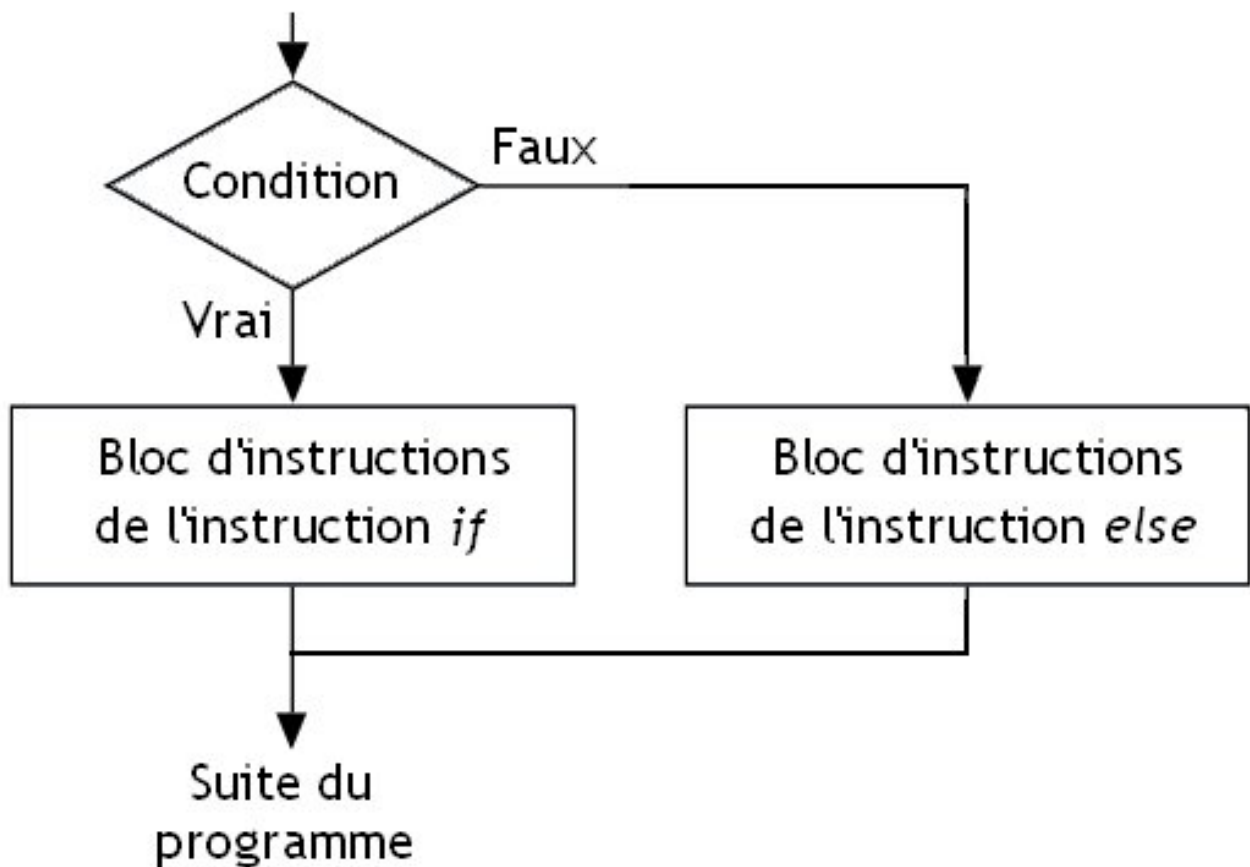 Condition
Faux
Vrai
Bloc d'instructions
de l'instruction if
Bloc d'instructions
de l'instruction else
Suite du
programme